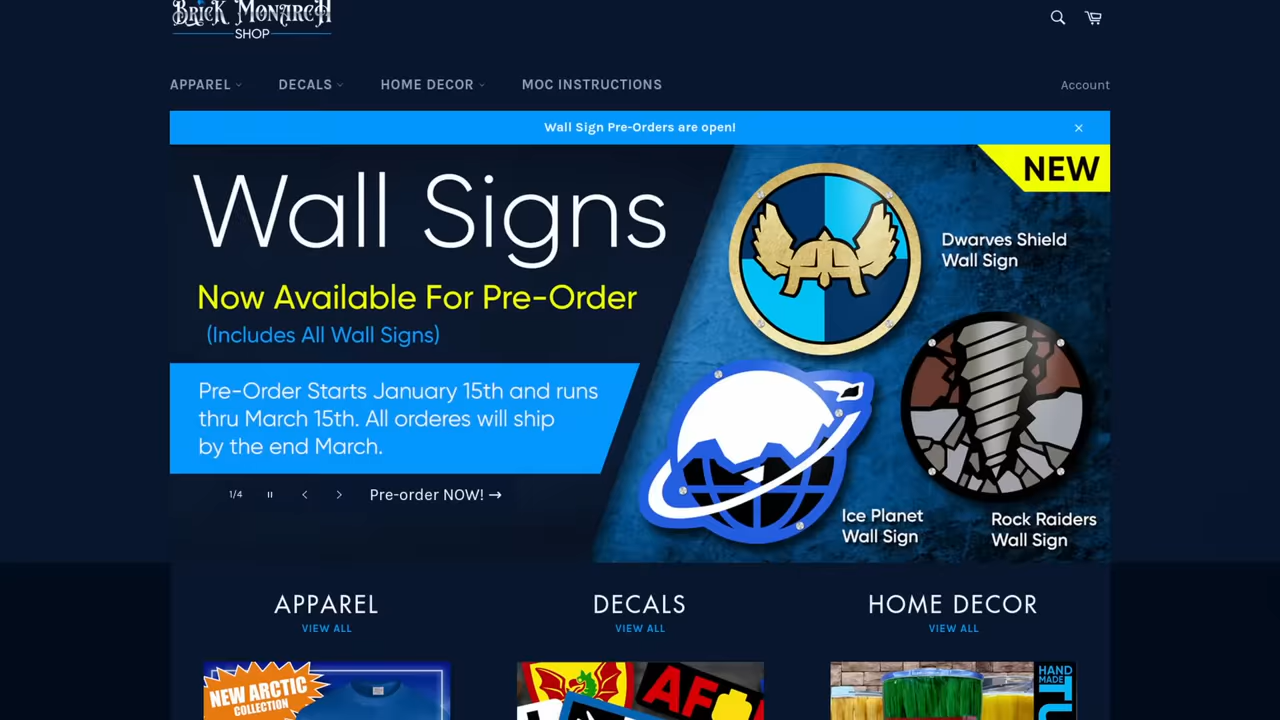 BRICK MONARCH
SHOP
APPAREL
DECALS
HOME DECOR
MOC INSTRUCTIONS
Account
Wall Sign Pre-Orders are open!
NEW
Wall Signs
Now Available For Pre-Order
(Includes All Wall Signs)
Pre-Order Starts January 15th and runs
thru March 15th. All orderes will ship
by the end March.
Dwarves Shield
Wall Sign
Ice Planet
Wall Sign
Rock Raiders
Wall Sign
1/4
Pre-order NOW! →
APPAREL
VIEW ALL
DECALS
VIEW ALL
HOME DECOR
VIEW ALL
NEW ARCTIC
COLLECTION
AF
HAND
MADE